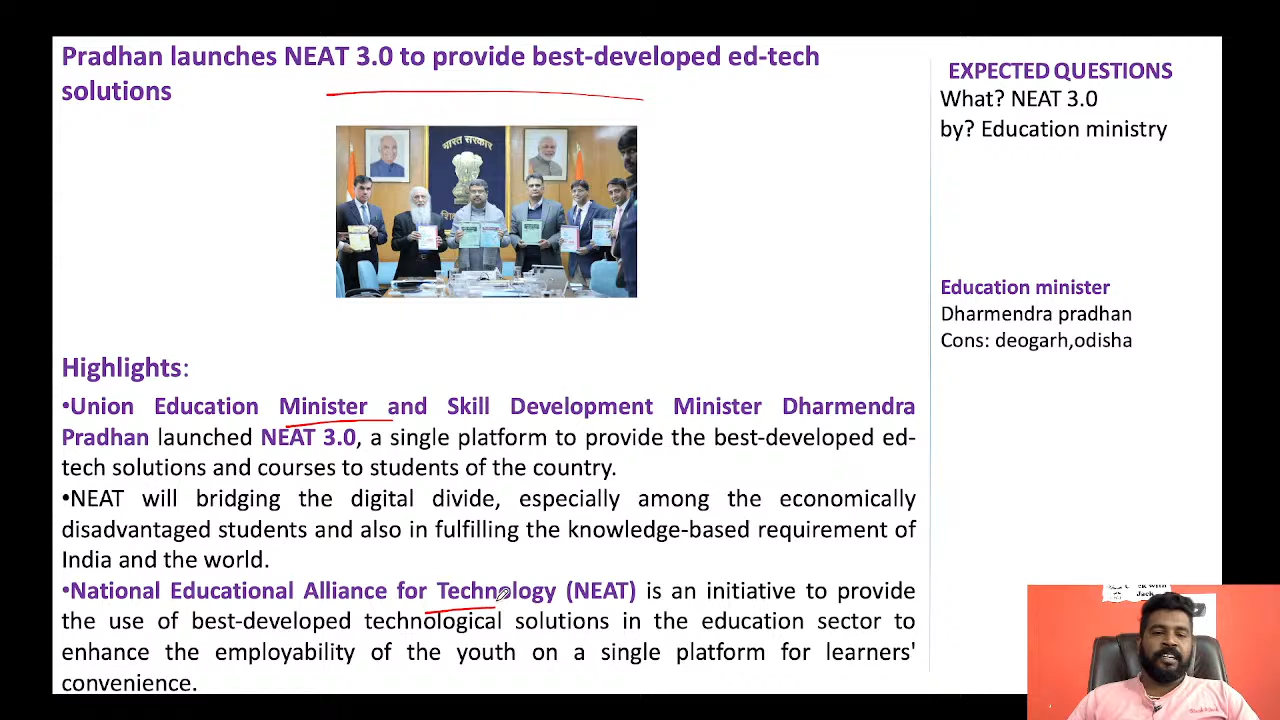 Pradhan launches NEAT 3.0 to provide best-developed ed-tech
solutions
भारत सरकार
Highlights:
•Union Education Minister and Skill Development Minister Dharmendra
Pradhan launched NEAT 3.0, a single platform to provide the best-developed ed-
tech solutions and courses to students of the country.
•NEAT will bridging the digital divide, especially among the economically
disadvantaged students and also in fulfilling the knowledge-based requirement of
India and the world.
•National Educational Alliance for Technology (NEAT) is an initiative to provide
the use of best-developed technological solutions in the education sector to
enhance the employability of the youth on a single platform for learners'
convenience.
EXPECTED QUESTIONS
What? NEAT 3.0
by? Education ministry
Education minister
Dharmendra pradhan
Cons: deogarh,odisha
Jack